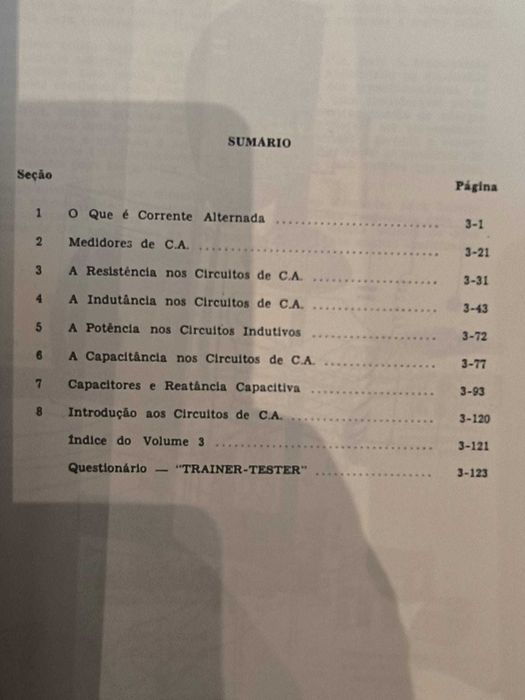 SUMÁRIO
Seção
Página
1 O Que é Corrente Alternada ........................... 3-1
2 Medidores de C.A. ........................................ 3-21
3 A Resistência nos Circuitos de C.A. ..................... 3-31
4 A Indutância nos Circuitos de C.A. ..................... 3-43
5 A Potência nos Circuitos Indutivos ..................... 3-72
6 A Capacitância nos Circuitos de C.A. ................... 3-77
7 Capacitores e Reatância Capacitiva ..................... 3-93
8 Introdução aos Circuitos de C.A. ........................ 3-120
Índice do Volume 3 .................................... 3-121
Questionário — "TRAINER-TESTER" ................... 3-123